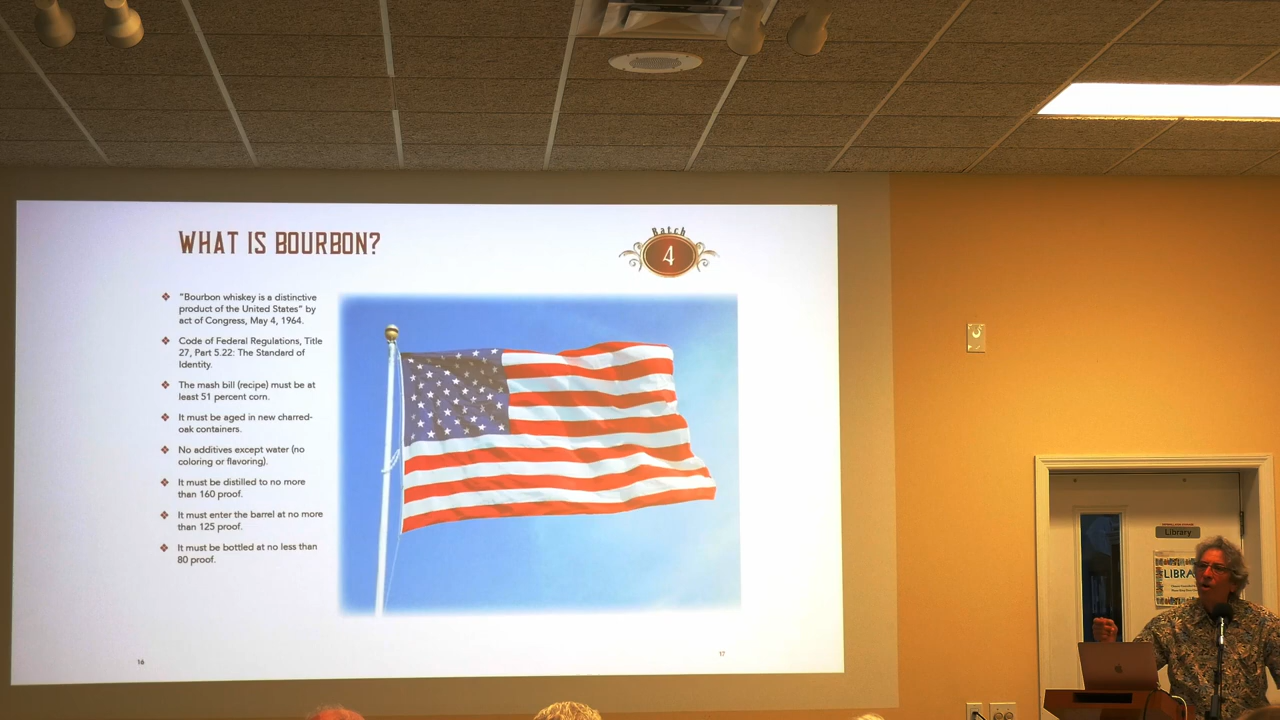 WHAT IS BOURBON?
Batch
4
"Bourbon whiskey is a distinctive
product of the United States" by
act of Congress, May 4, 1964.
Code of Federal Regulations, Title
27, Part 5.22: The Standard of
Identity.
The mash bill (recipe) must be at
least 51 percent corn.
It must be aged in new charred-
oak containers.
No additives except water (no
coloring or flavoring).
It must be distilled to no more
than 160 proof.
It must enter the barrel at no more
than 125 proof.
It must be bottled at no less than
80 proof.
16
17
Library
LIBRA